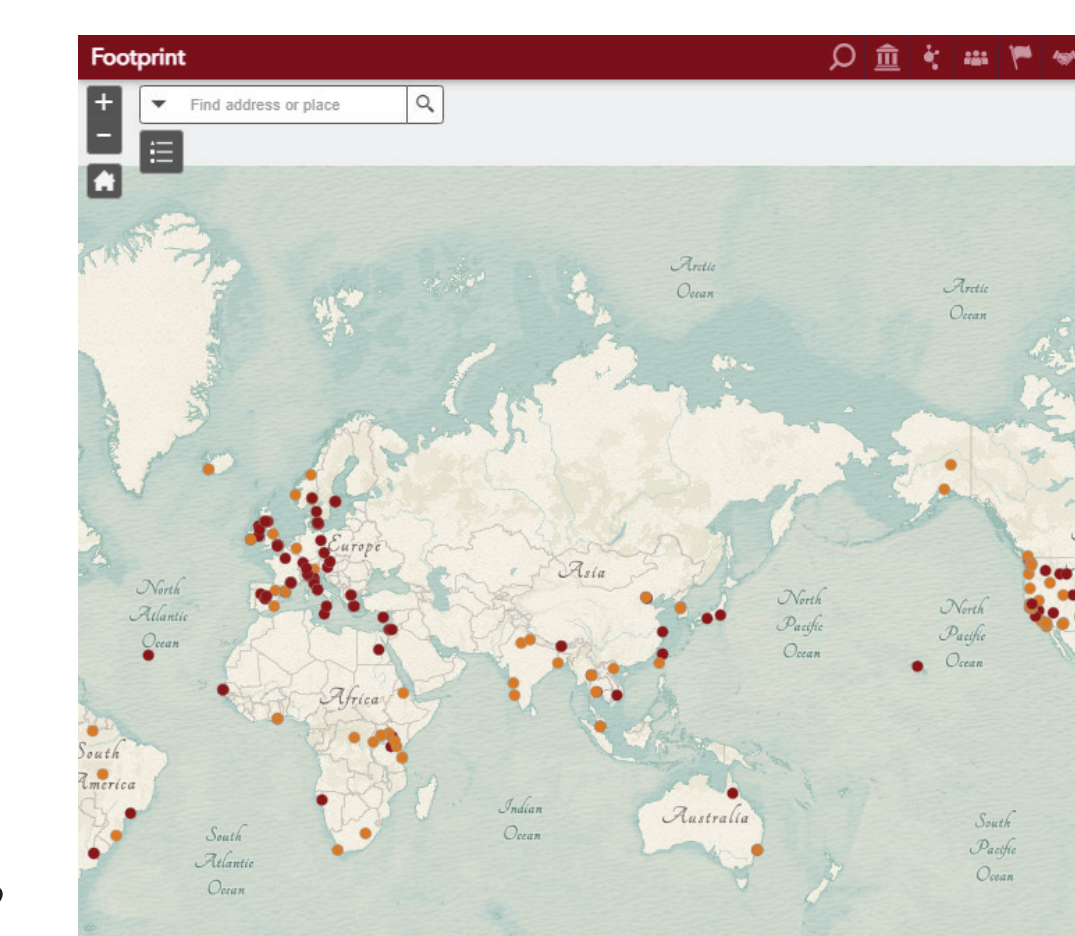 Footprint
+
Find address or place
−
Arctic
Ocean
Arctic
Ocean
Europe
Asia
North
Atlantic
Ocean
North
Pacific
Ocean
North
Pacific
Ocean
Africa
South
America
Indian
Ocean
Australia
South
Atlantic
Ocean
South
Pacific
Ocean